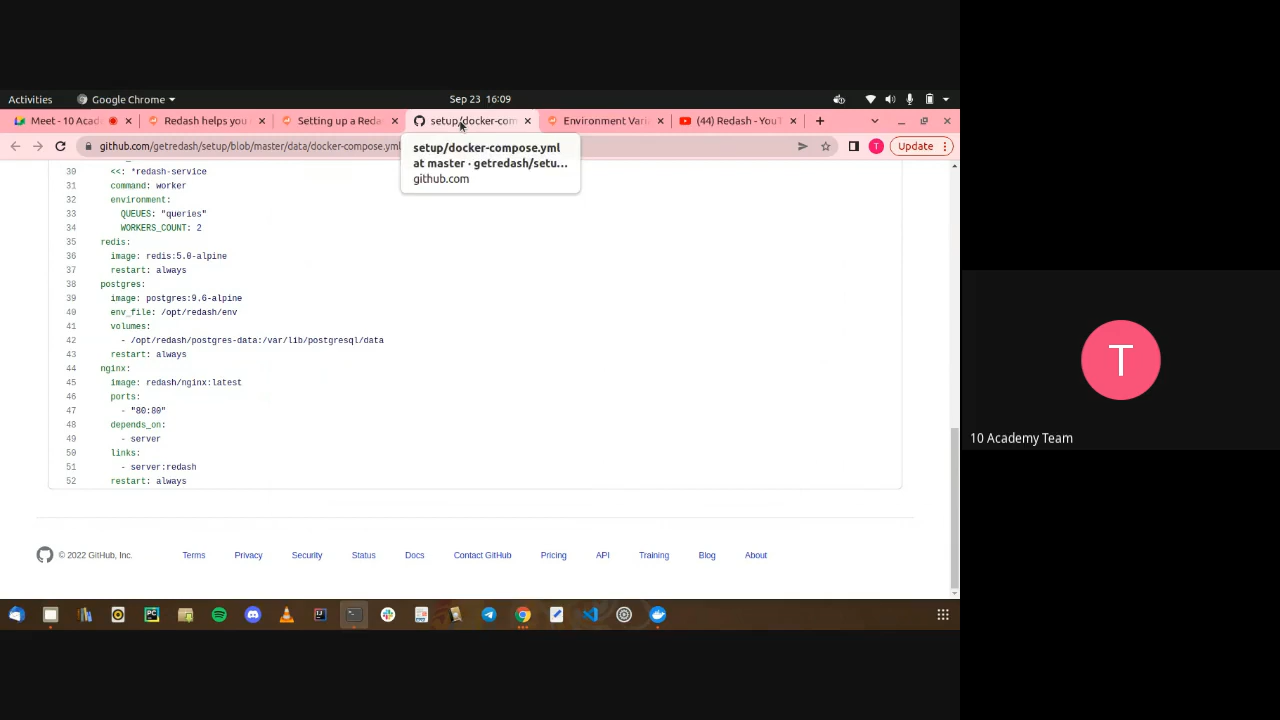 Activities
Google Chrome
Sep 23 16:09
Meet - 10 Acad
Redash helps you
Setting up a Reda
setup/docker-com
Environment Vari
(44) Redash - YouT
github.com/getredash/setup/blob/master/data/docker-compose.yml
Update
setup/docker-compose.yml
at master · getredash/setu...
github.com
30 <<: *redash-service
31 command: worker
32 environment:
33 QUEUES: "queries"
34 WORKERS_COUNT: 2
35 redis:
36 image: redis:5.0-alpine
37 restart: always
38 postgres:
39 image: postgres:9.6-alpine
40 env_file: /opt/redash/env
41 volumes:
42 - /opt/redash/postgres-data:/var/lib/postgresql/data
43 restart: always
44 nginx:
45 image: redash/nginx:latest
46 ports:
47 - "80:80"
48 depends_on:
49 - server
50 links:
51 - server:redash
52 restart: always
© 2022 GitHub, Inc.
Terms
Privacy
Security
Status
Docs
Contact GitHub
Pricing
API
Training
Blog
About
T
10 Academy Team